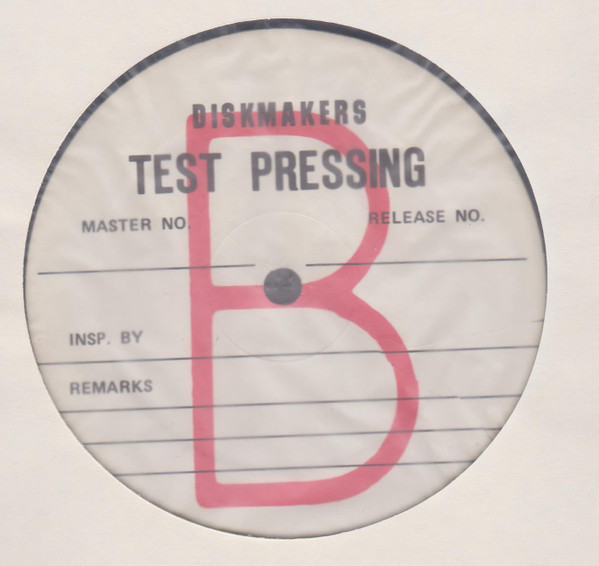 DISKMAKERS
TEST PRESSING
MASTER NO. RELEASE NO.
INSP. BY
REMARKS
B